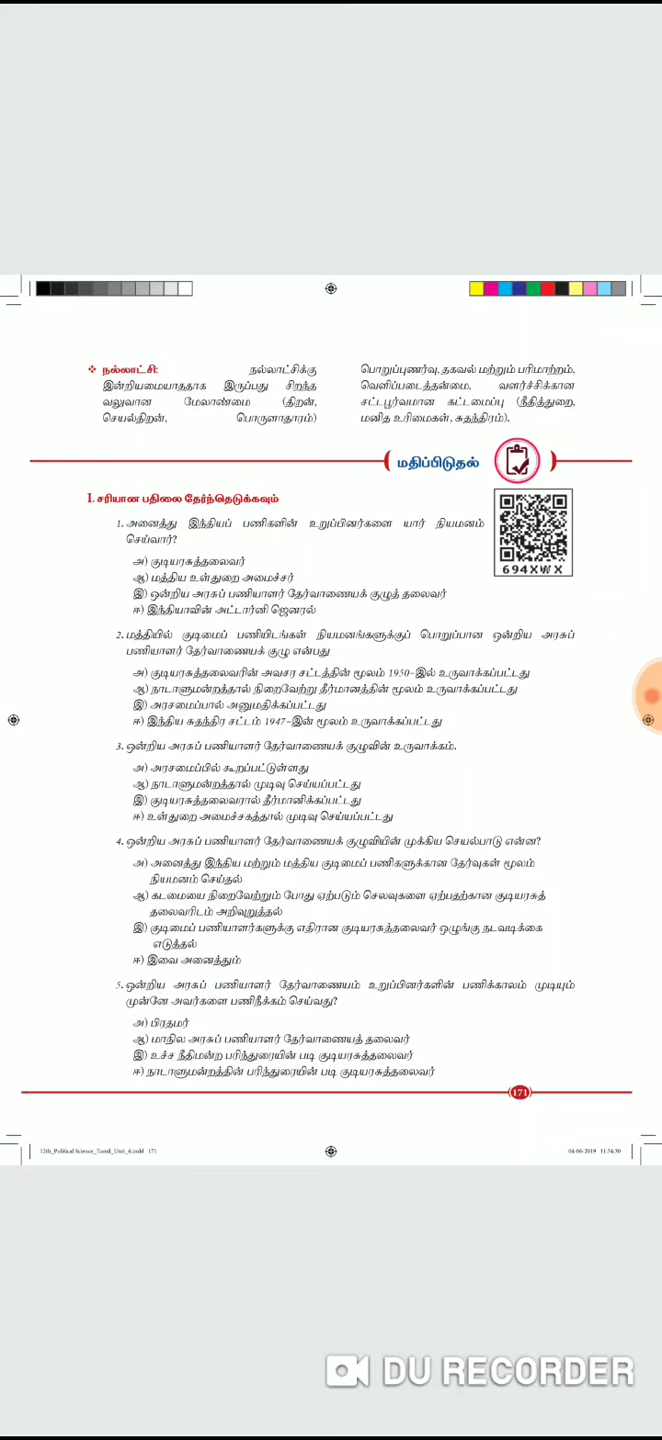 ❖ நல்லாட்சி: நல்லாட்சிக்கு
இன்றியமையாததாக இருப்பது சிறந்த
வலுவான மேலாண்மை (திறன்,
செயல்திறன், பொருளாதாரம்)
பொறுப்புணர்வு, தகவல் மற்றும் பரிமாற்றம்,
வெளிப்படைத்தன்மை, வளர்ச்சிக்கான
சட்டபூர்வமான கட்டமைப்பு (நீதித்துறை,
மனித உரிமைகள், சுதந்திரம்).
மதிப்பிடுதல்
I. சரியான பதிலை தேர்ந்தெடுக்கவும்
694XWX
1. அனைத்து இந்தியப் பணிகளின் உறுப்பினர்களை யார் நியமனம்
செய்வார்?
அ) குடியரசுத்தலைவர்
ஆ) மத்திய உள்துறை அமைச்சர்
இ) ஒன்றிய அரசுப் பணியாளர் தேர்வாணையக் குழுத் தலைவர்
ஈ) இந்தியாவின் அட்டார்னி ஜெனரல்
2. மத்தியில் குடிமைப் பணியிடங்கள் நியமனங்களுக்குப் பொறுப்பான ஒன்றிய அரசுப்
பணியாளர் தேர்வாணையக் குழு என்பது
அ) குடியரசுத்தலைவரின் அவசர சட்டத்தின் மூலம் 1950-இல் உருவாக்கப்பட்டது
ஆ) நாடாளுமன்றத்தால் நிறைவேற்று தீர்மானத்தின் மூலம் உருவாக்கப்பட்டது
இ) அரசமைப்பால் அனுமதிக்கப்பட்டது
ஈ) இந்திய சுதந்திர சட்டம் 1947-இன் மூலம் உருவாக்கப்பட்டது
3. ஒன்றிய அரசுப் பணியாளர் தேர்வாணையக் குழுவின் உருவாக்கம்.
அ) அரசமைப்பில் கூறப்பட்டுள்ளது
ஆ) நாடாளுமன்றத்தால் முடிவு செய்யப்பட்டது
இ) குடியரசுத்தலைவரால் தீர்மானிக்கப்பட்டது
ஈ) உள்துறை அமைச்சகத்தால் முடிவு செய்யப்பட்டது
4. ஒன்றிய அரசுப் பணியாளர் தேர்வாணையக் குழுவியின் முக்கிய செயல்பாடு என்ன?
அ) அனைத்து இந்திய மற்றும் மத்திய குடிமைப் பணிகளுக்கான தேர்வுகள் மூலம்
நியமனம் செய்தல்
ஆ) கடமையை நிறைவேற்றும் போது ஏற்படும் செலவுகளை ஏற்பதற்கான குடியரசுத்
தலைவரிடம் அறிவுறுத்தல்
இ) குடிமைப் பணியாளர்களுக்கு எதிரான குடியரசுத்தலைவர் ஒழுங்கு நடவடிக்கை
எடுத்தல்
ஈ) இவை அனைத்தும்
5. ஒன்றிய அரசுப் பணியாளர் தேர்வாணையம் உறுப்பினர்களின் பணிக்காலம் முடியும்
முன்னே அவர்களை பணிநீக்கம் செய்வது?
அ) பிரதமர்
ஆ) மாநில அரசுப் பணியாளர் தேர்வாணையத் தலைவர்
இ) உச்ச நீதிமன்ற பரிந்துரையின் படி குடியரசுத்தலைவர்
ஈ) நாடாளுமன்றத்தின் பரிந்துரையின் படி குடியரசுத்தலைவர்
171
12th_Political Science_Tamil_Unit_6.indd 171
04-06-2019 11:34:30
DU RECORDER